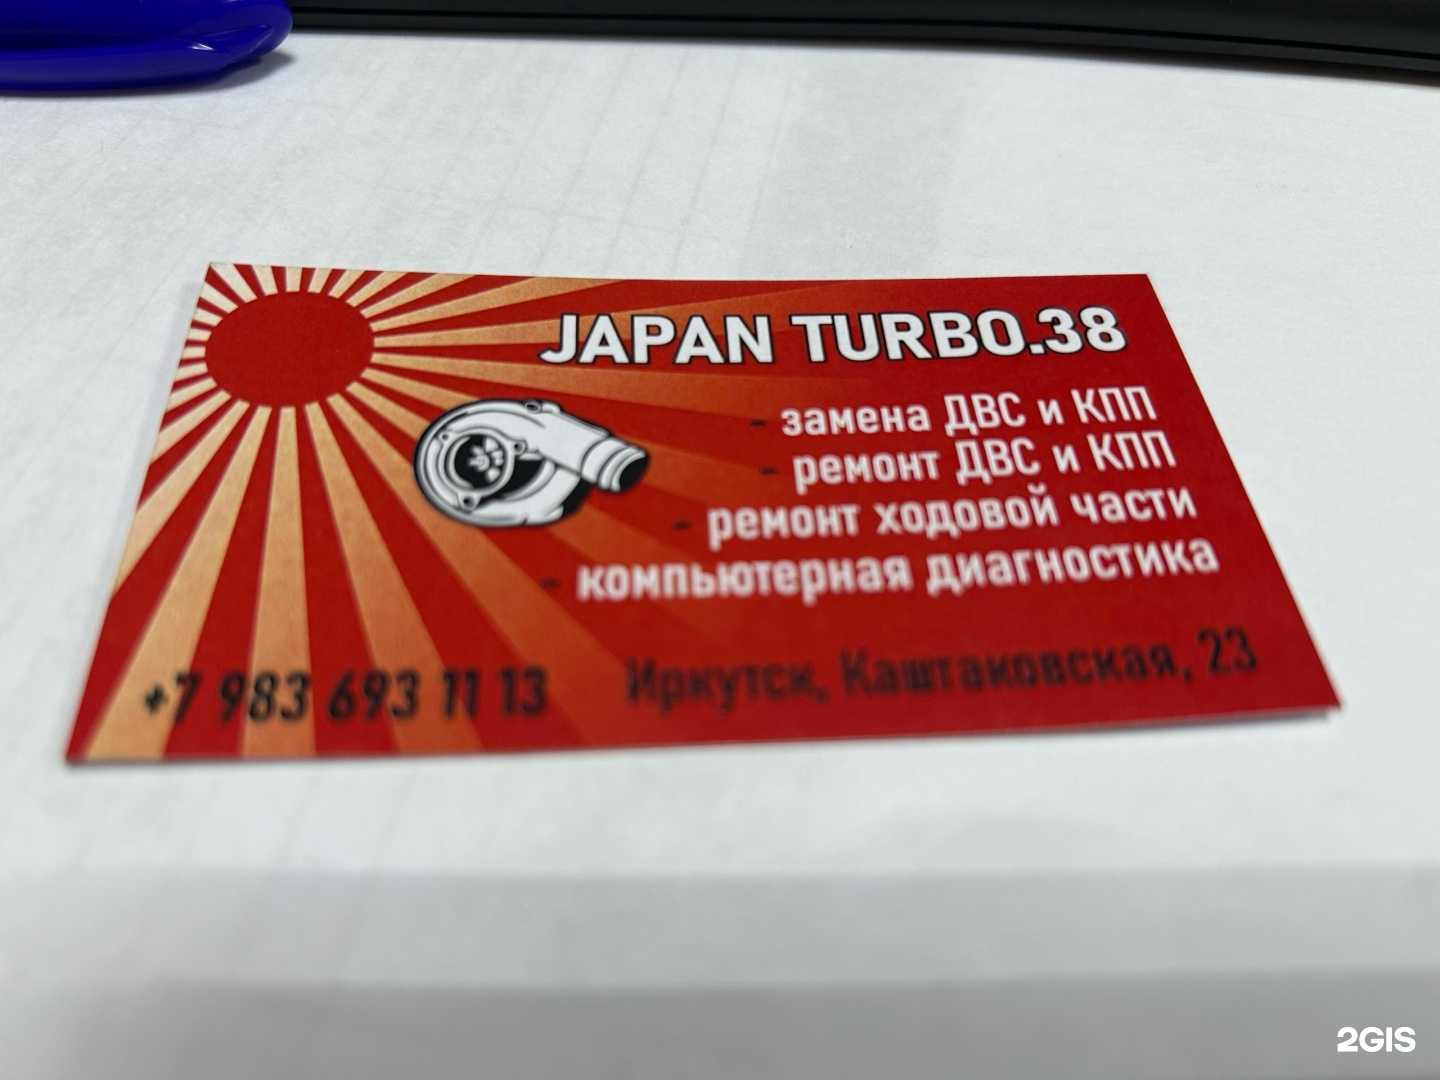 JAPAN TURBO.38
- замена ДВС и КПП
- ремонт ДВС и КПП
- ремонт ходовой части
- компьютерная диагностика
+7 983 693 11 13 Иркутск, Каштаковская, 23
2GIS